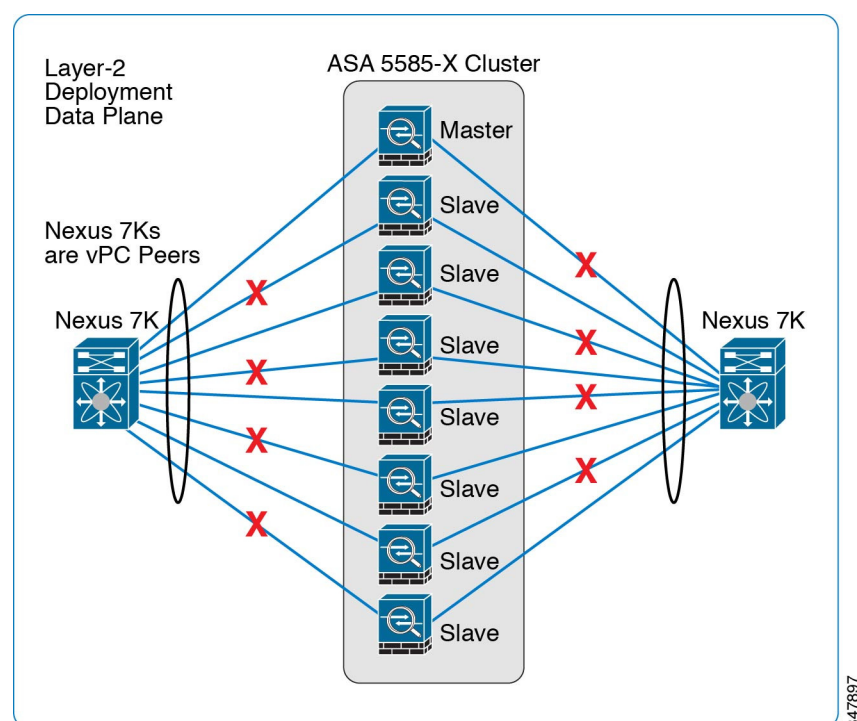 Layer-2
Deployment
Data Plane
ASA 5585-X Cluster
Master
Slave
Nexus 7Ks
are vPC Peers
Slave
Nexus 7K
Nexus 7K
Slave
Slave
Slave
Slave
Slave
X
X
X
X
X
X
X
X